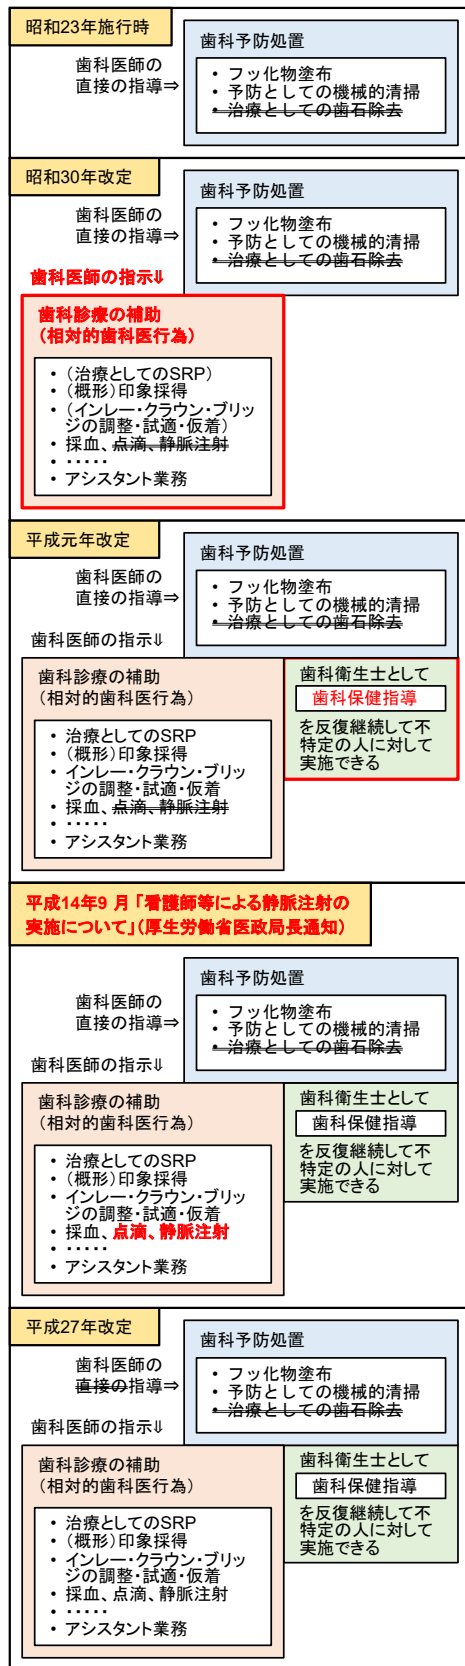 昭和23年施行時
歯科医師の
直接の指導⇒
歯科予防処置
・ フッ化物塗布
・ 予防としての機械的清掃
・ 治療としての歯石除去
昭和30年改定
歯科医師の
直接の指導⇒
歯科予防処置
・ フッ化物塗布
・ 予防としての機械的清掃
・ 治療としての歯石除去
歯科医師の指示⇓
歯科診療の補助
(相対的歯科医行為)
・ (治療としてのSRP)
・ (概形)印象採得
・ (インレー・クラウン・ブリッ
ジの調整・試適・仮着)
・ 採血、点滴、静脈注射
・ ・・・・・
・ アシスタント業務
平成元年改定
歯科医師の
直接の指導⇒
歯科予防処置
・ フッ化物塗布
・ 予防としての機械的清掃
・ 治療としての歯石除去
歯科医師の指示⇓
歯科診療の補助
(相対的歯科医行為)
・ 治療としてのSRP
・ (概形)印象採得
・ インレー・クラウン・ブリッ
ジの調整・試適・仮着
・ 採血、点滴、静脈注射
・ ・・・・・
・ アシスタント業務
歯科衛生士として
歯科保健指導
を反復継続して不
特定の人に対して
実施できる
平成14年9月「看護師等による静脈注射の
実施について」(厚生労働省医政局長通知)
歯科医師の
直接の指導⇒
歯科予防処置
・ フッ化物塗布
・ 予防としての機械的清掃
・ 治療としての歯石除去
歯科医師の指示⇓
歯科診療の補助
(相対的歯科医行為)
・ 治療としてのSRP
・ (概形)印象採得
・ インレー・クラウン・ブリッ
ジの調整・試適・仮着
・ 採血、点滴、静脈注射
・ ・・・・・
・ アシスタント業務
歯科衛生士として
歯科保健指導
を反復継続して不
特定の人に対して
実施できる
平成27年改定
歯科医師の
直接の指導⇒
歯科予防処置
・ フッ化物塗布
・ 予防としての機械的清掃
・ 治療としての歯石除去
歯科医師の指示⇓
歯科診療の補助
(相対的歯科医行為)
・ 治療としてのSRP
・ (概形)印象採得
・ インレー・クラウン・ブリッ
ジの調整・試適・仮着
・ 採血、点滴、静脈注射
・ ・・・・・
・ アシスタント業務
歯科衛生士として
歯科保健指導
を反復継続して不
特定の人に対して
実施できる